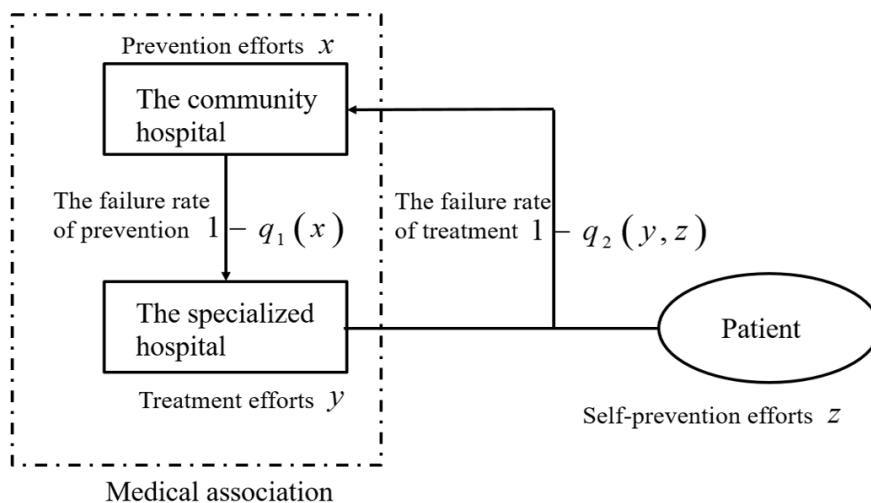 Prevention efforts x
The community
hospital
The failure rate
of prevention 1 − q₁(x)
The failure rate
of treatment 1 − q₂(y, z)
The specialized
hospital
Patient
Treatment efforts y
Self-prevention efforts z
Medical association